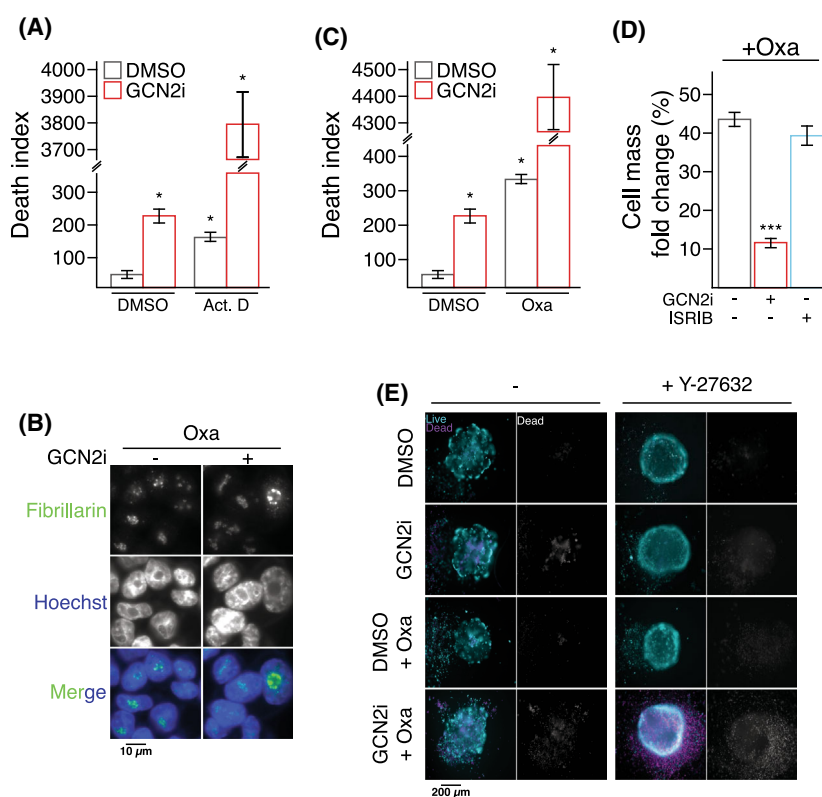 (A)
Death index
4000
3900
3800
3700
200
100
DMSO
GCN2i
*
*
*
DMSO
Act. D
(C)
Death index
4500
4400
4300
400
300
200
100
DMSO
GCN2i
*
*
*
DMSO
Oxa
(D)
+Oxa
Cell mass
fold change (%)
50
40
30
20
10
***
GCN2i - + -
ISRIB - - +
(B)
Oxa
GCN2i - +
Fibrillarin
Hoechst
Merge
10 µm
(E)
- + Y-27632
Live
Dead
Dead
DMSO
GCN2i
DMSO
+ Oxa
GCN2i
+ Oxa
200 µm